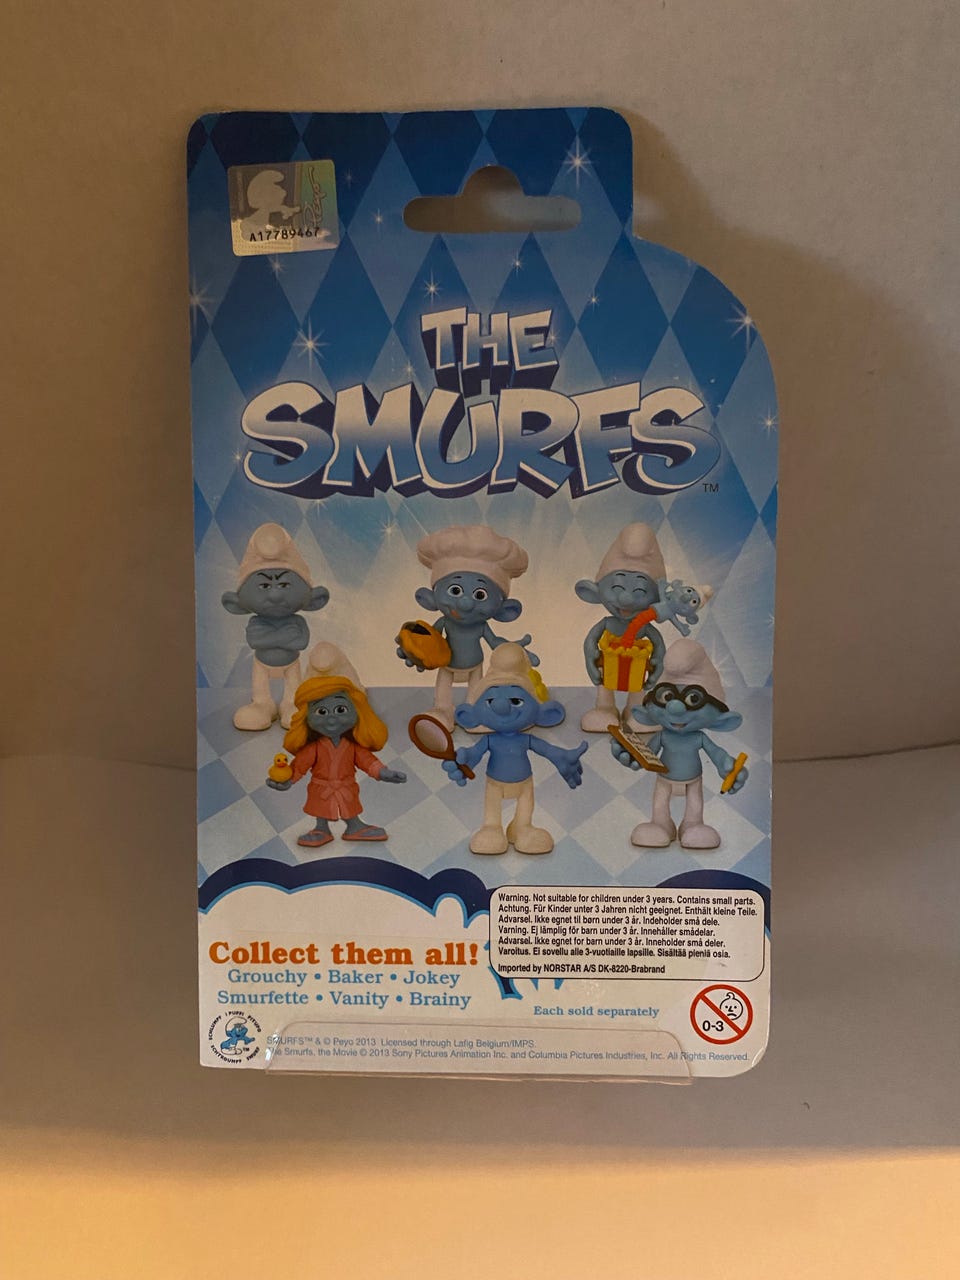 Peyo
A17789467
THE
SMURFS
TM
Warning. Not suitable for children under 3 years. Contains small parts.
Achtung. Für Kinder unter 3 Jahren nicht geeignet. Enthält kleine Teile.
Advarsel. Ikke egnet til børn under 3 år. Indeholder små dele.
Varning. Ej lämplig för barn under 3 år. Innehåller smådelar.
Advarsel. Ikke egnet for barn under 3 år. Inneholder små deler.
Varoitus. Ei sovellu alle 3-vuotiaille lapsille. Sisältää pieniä osia.
Imported by NORSTAR A/S DK-8220-Brabrand
Collect them all!
Grouchy • Baker • Jokey
Smurfette • Vanity • Brainy
Each sold separately
0-3
SMURFS™ & © Peyo 2013 Licensed through Lafig Belgium/IMPS.
The Smurfs, the Movie © 2013 Sony Pictures Animation Inc. and Columbia Pictures Industries, Inc. All Rights Reserved.